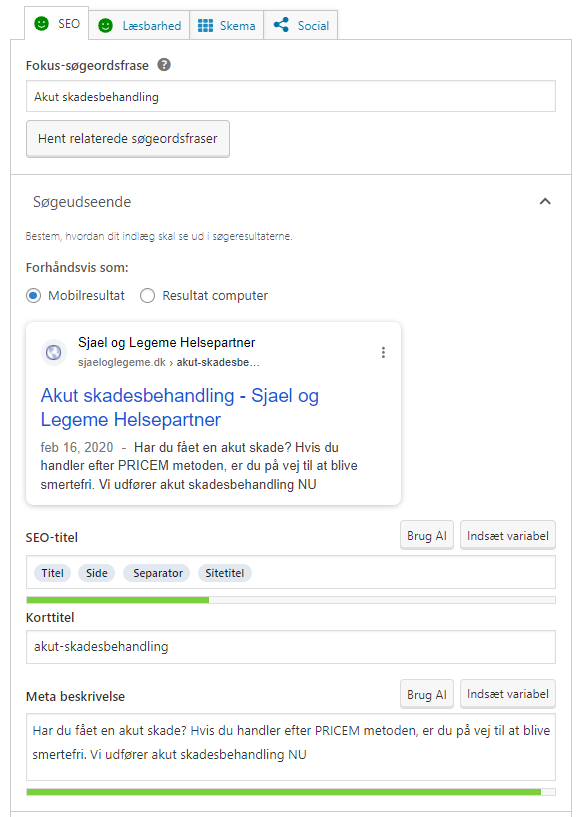 SEO
Læsbarhed
Skema
Social
Fokus-søgeordsfrase ?
Akut skadesbehandling
Hent relaterede søgeordsfraser
Søgeudseende
Bestem, hvordan dit indlæg skal se ud i søgeresultaterne.
Forhåndsvis som:
Mobilresultat
Resultat computer
Sjael og Legeme Helsepartner
sjaeloglegeme.dk › akut-skadesbe...
Akut skadesbehandling - Sjael og
Legeme Helsepartner
feb 16, 2020 - Har du fået en akut skade? Hvis du
handler efter PRICEM metoden, er du på vej til at blive
smertefri. Vi udfører akut skadesbehandling NU
SEO-titel
Brug AI
Indsæt variabel
Titel Side Separator Sitetitel
Korttitel
akut-skadesbehandling
Meta beskrivelse
Brug AI
Indsæt variabel
Har du fået en akut skade? Hvis du handler efter PRICEM metoden, er du på vej til at blive
smertefri. Vi udfører akut skadesbehandling NU